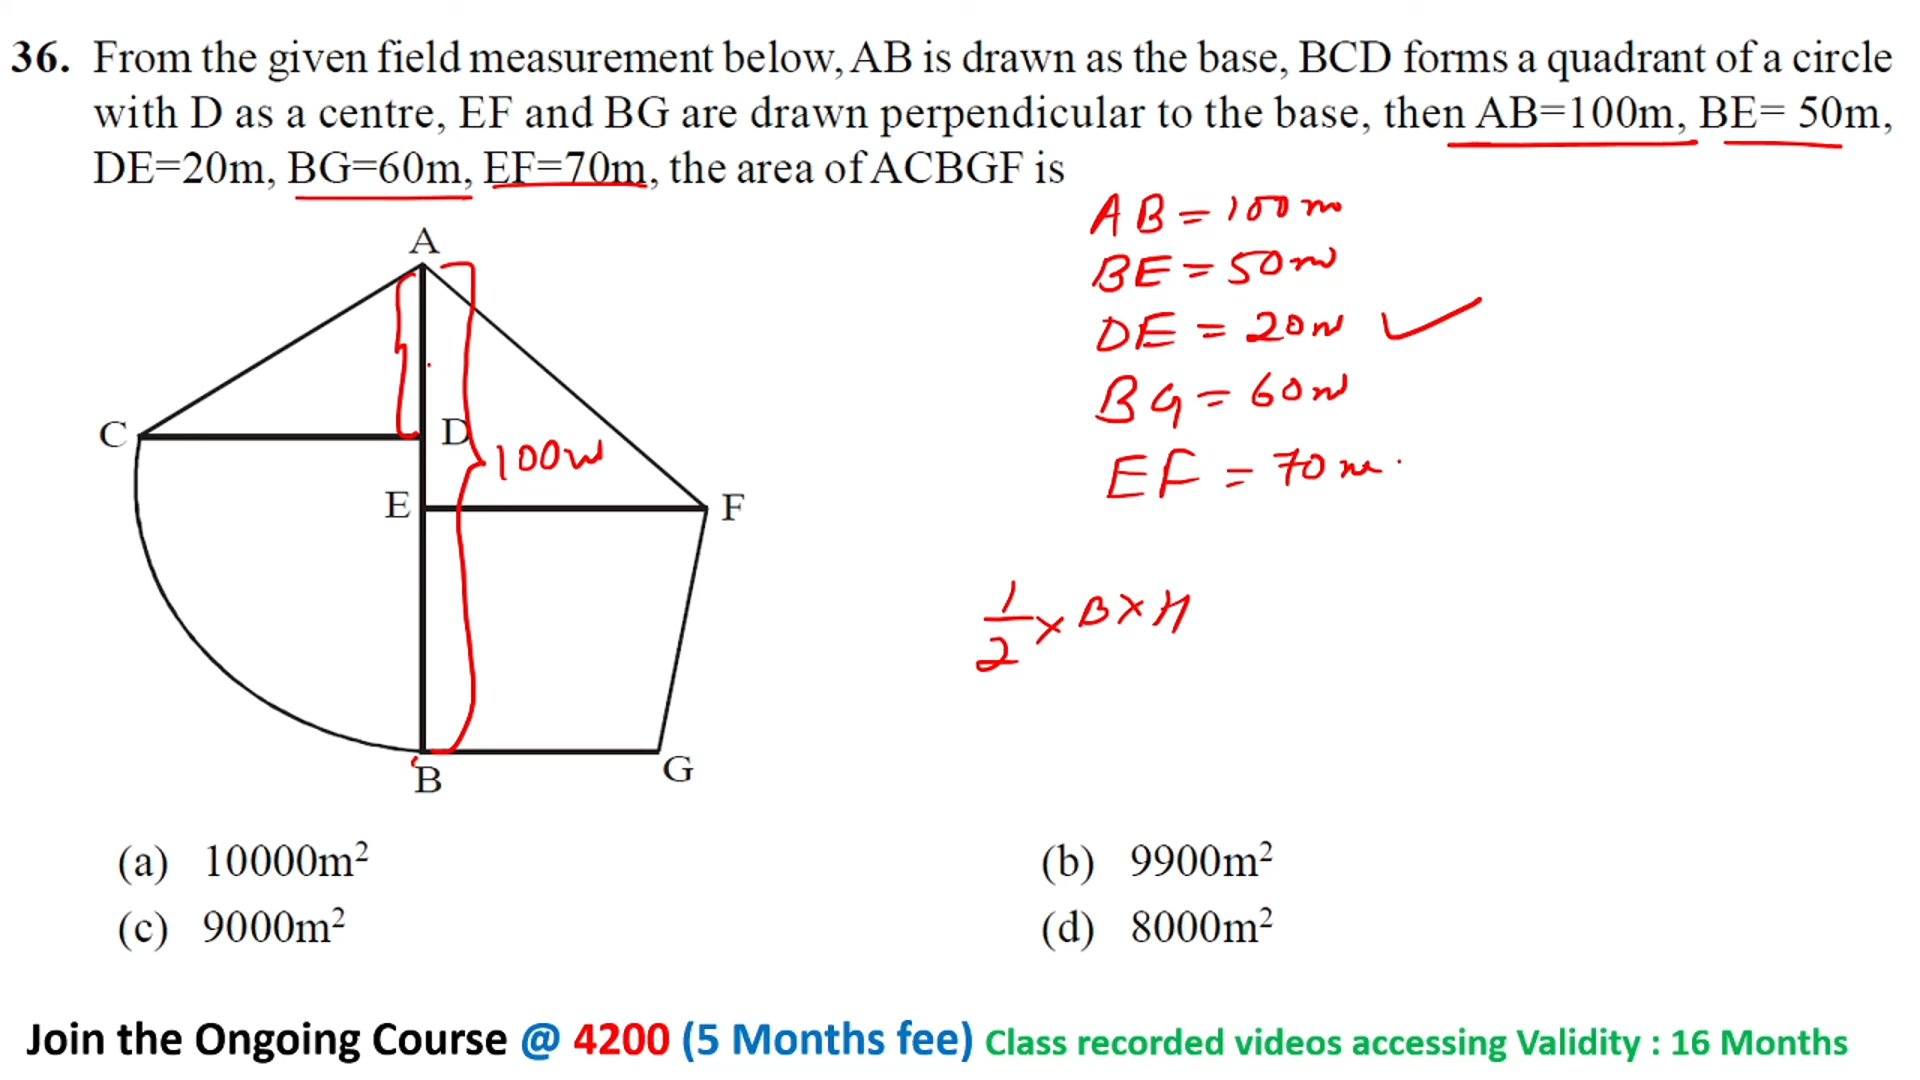 36. From the given field measurement below, AB is drawn as the base, BCD forms a quadrant of a circle
with D as a centre, EF and BG are drawn perpendicular to the base, then AB=100m, BE= 50m,
DE=20m, BG=60m, EF=70m, the area of ACBGF is
AB = 100m
BE = 50m
DE = 20m
BG = 60m
EF = 70m.
A
C
D
100m
E
F
B
G
1/2 × B × H
(a) 10000m²
(b) 9900m²
(c) 9000m²
(d) 8000m²
Join the Ongoing Course @ 4200 (5 Months fee) Class recorded videos accessing Validity : 16 Months